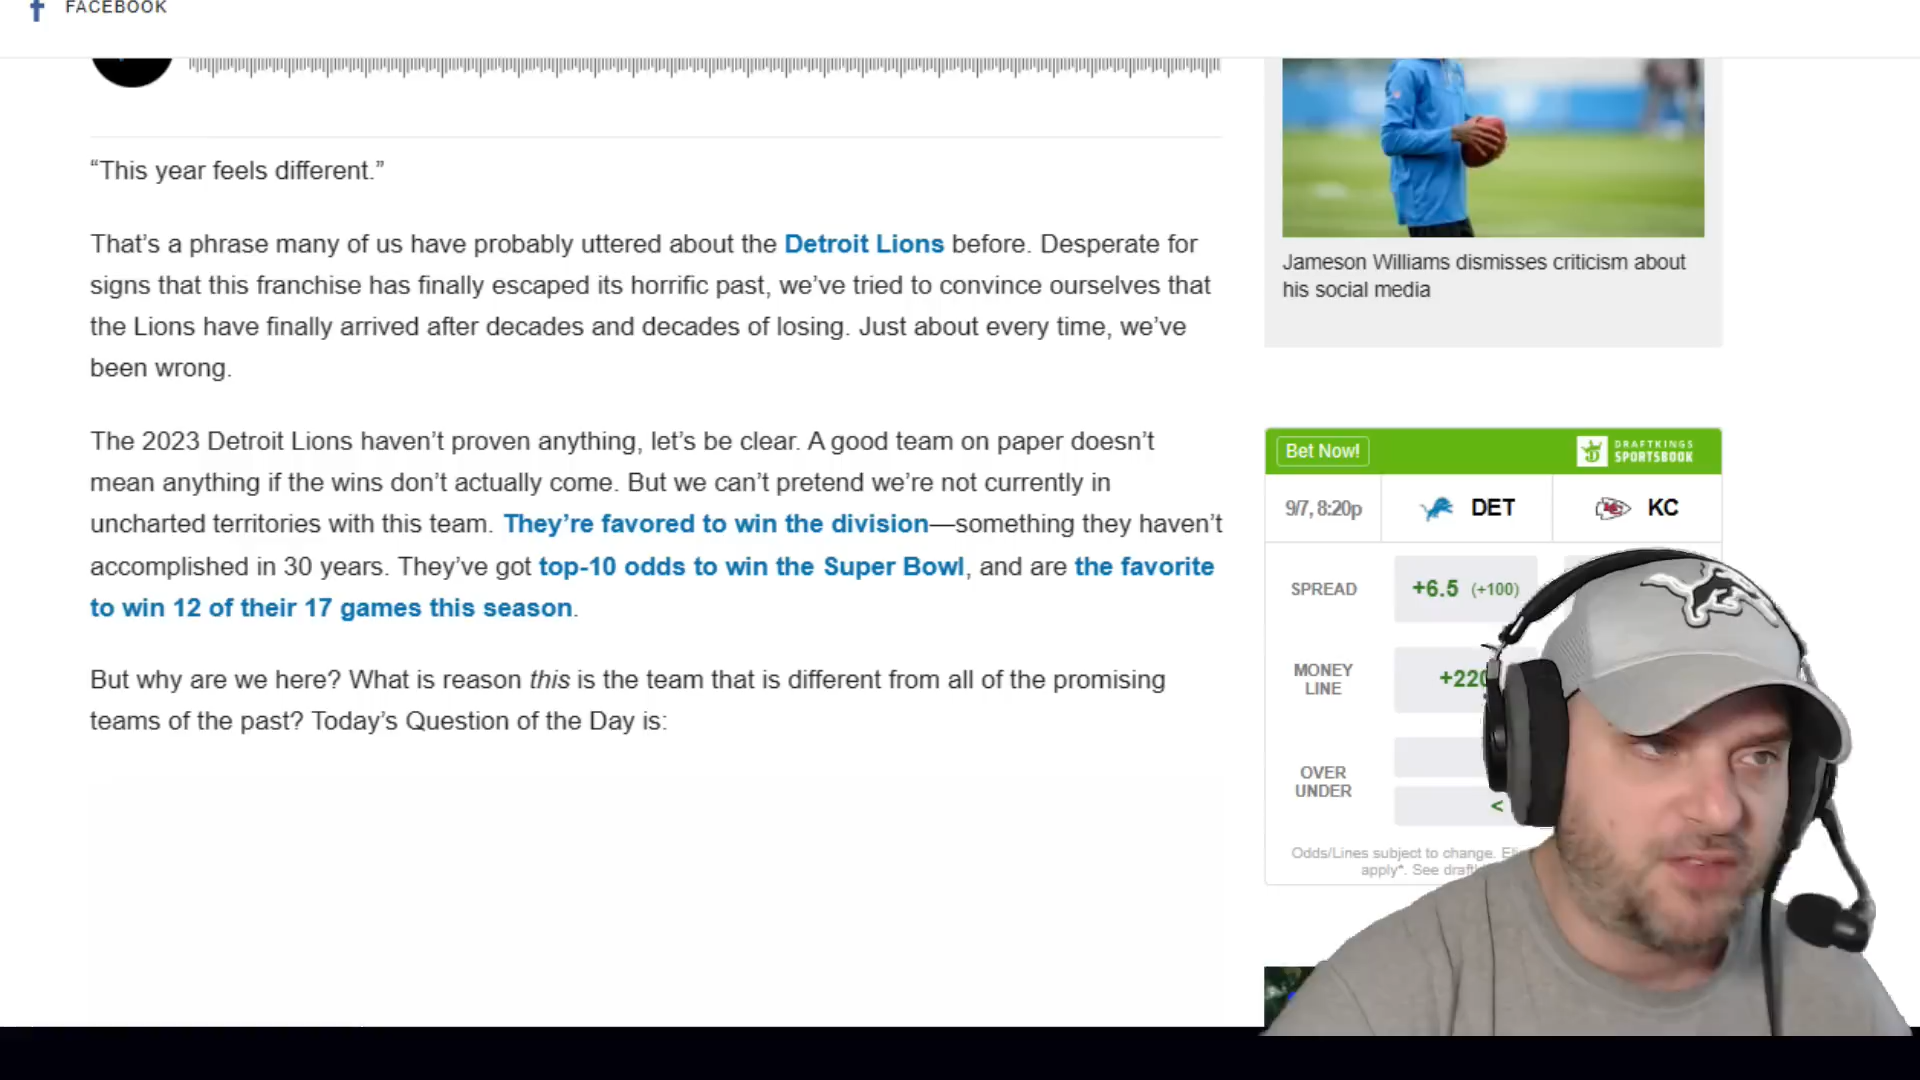 FACEBOOK
“This year feels different.”
That’s a phrase many of us have probably uttered about the Detroit Lions before. Desperate for
signs that this franchise has finally escaped its horrific past, we’ve tried to convince ourselves that
the Lions have finally arrived after decades and decades of losing. Just about every time, we’ve
been wrong.
The 2023 Detroit Lions haven’t proven anything, let’s be clear. A good team on paper doesn’t
mean anything if the wins don’t actually come. But we can’t pretend we’re not currently in
uncharted territories with this team. They’re favored to win the division—something they haven’t
accomplished in 30 years. They’ve got top-10 odds to win the Super Bowl, and are the favorite
to win 12 of their 17 games this season.
But why are we here? What is reason this is the team that is different from all of the promising
teams of the past? Today’s Question of the Day is:
Jameson Williams dismisses criticism about
his social media
Bet Now!
DRAFTKINGS
SPORTSBOOK
9/7, 8:20p
DET
KC
SPREAD
+6.5 (+100)
MONEY
LINE
+220
OVER
UNDER
<
Odds/Lines subject to change.
apply*. See